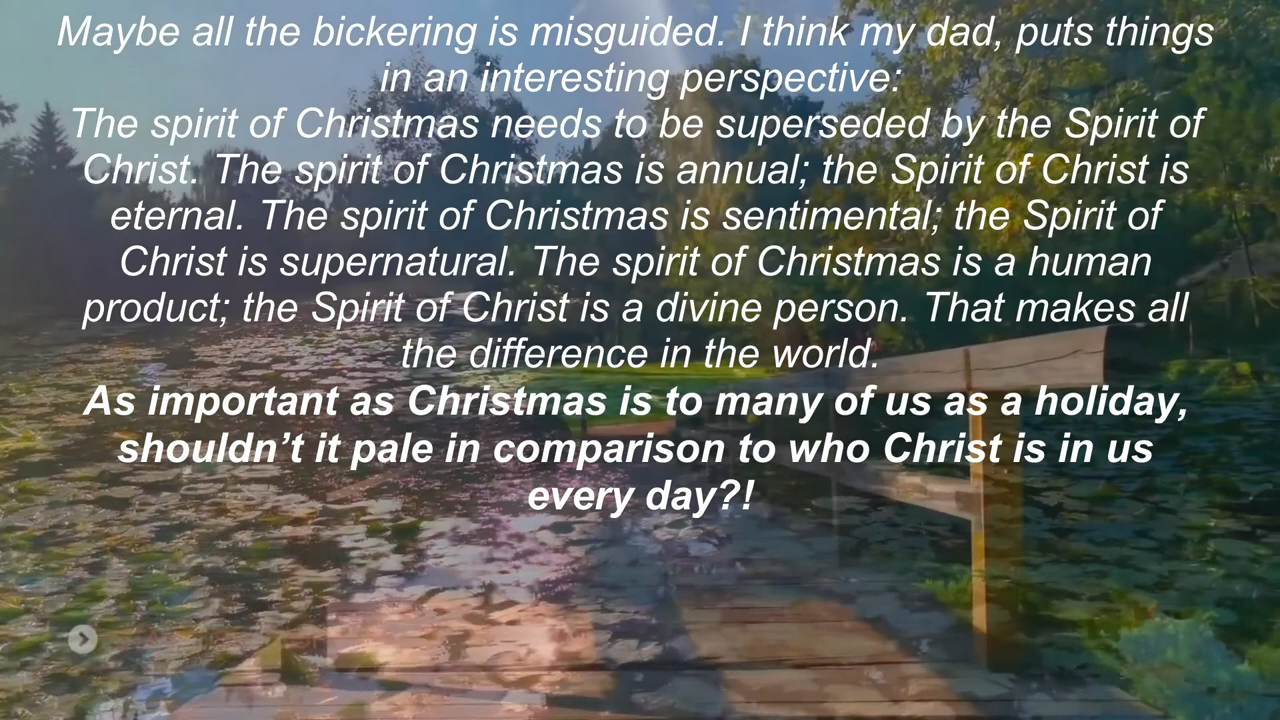 Maybe all the bickering is misguided. I think my dad, puts things
in an interesting perspective:
The spirit of Christmas needs to be superseded by the Spirit of
Christ. The spirit of Christmas is annual; the Spirit of Christ is
eternal. The spirit of Christmas is sentimental; the Spirit of
Christ is supernatural. The spirit of Christmas is a human
product; the Spirit of Christ is a divine person. That makes all
the difference in the world.
As important as Christmas is to many of us as a holiday,
shouldn’t it pale in comparison to who Christ is in us
every day?!